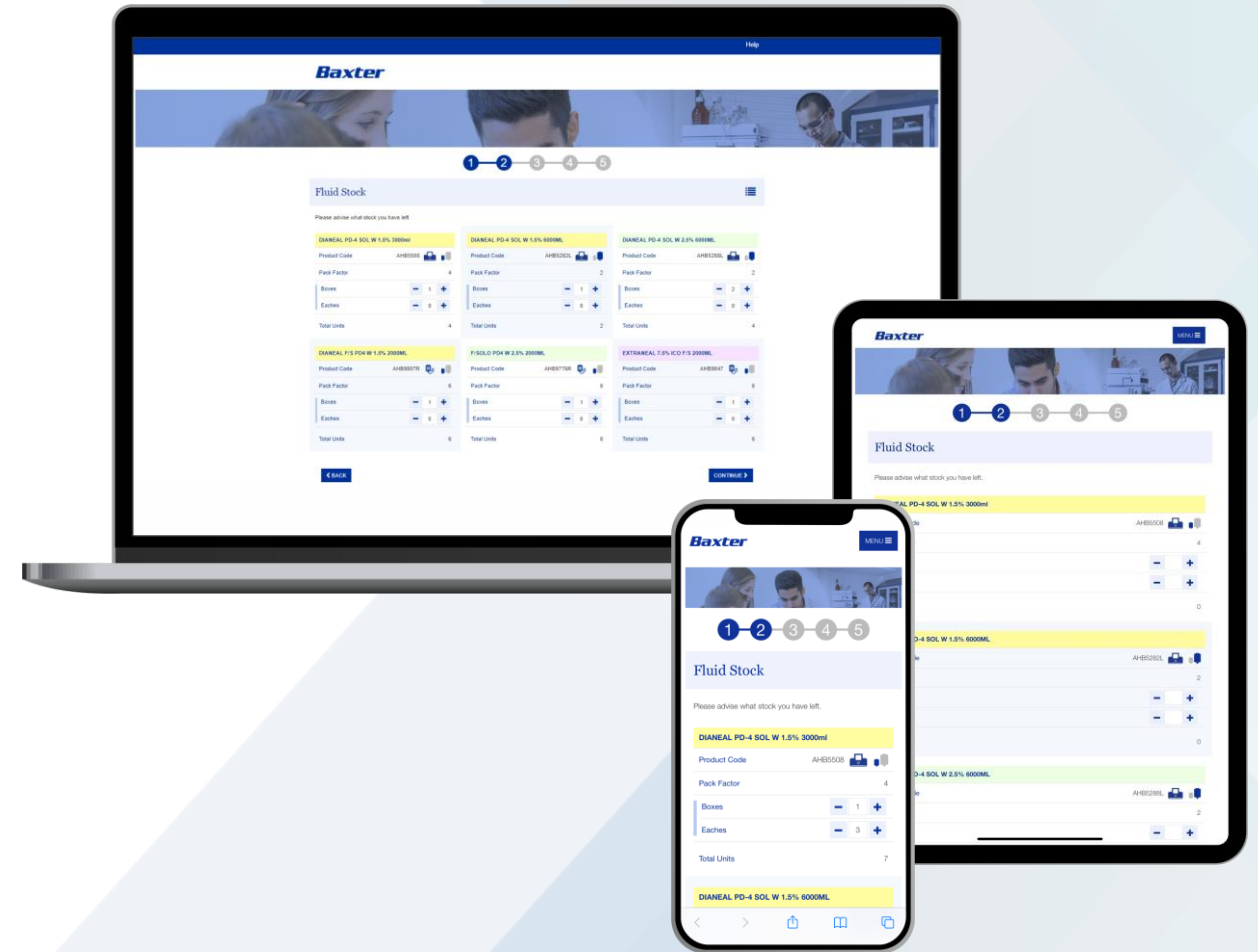 Help
Baxter
1 2 3 4 5
Fluid Stock
Please advise what stock you have left.
DIANEAL PD-4 SOL W 1.5% 3000ml
Product Code AHB5508
Pack Factor 4
Boxes - 1 +
Eaches - 0 +
Total Units 4
DIANEAL PD-4 SOL W 1.5% 6000ML
Product Code AHB5282L
Pack Factor 2
Boxes - 1 +
Eaches - 0 +
Total Units 2
DIANEAL PD-4 SOL W 2.5% 6000ML
Product Code AHB5288L
Pack Factor 2
Boxes - 2 +
Eaches - 0 +
Total Units 4
DIANEAL F/S PD4 W 1.5% 2000ML
Product Code
Pack Factor 6
Boxes - 1 +
Eaches - 0 +
Total Units 6
F/SOLO PD4 W 2.5% 2000ML
Product Code
Pack Factor 6
Boxes - 1 +
Eaches - 0 +
Total Units 6
EXTRANEAL 7.5% ICO F/S 2000ML
Product Code
Pack Factor 6
Boxes - 1 +
Eaches - 0 +
Total Units 6
BACK
CONTINUE
Baxter
MENU
1 2 3 4 5
Fluid Stock
Please advise what stock you have left.
PD-4 SOL W 1.5% 3000ml
AHB5508
4
- +
- +
0
SOL W 1.5% 6000ML
AHB5282L
2
- +
- +
0
SOL W 2.5% 6000ML
AHB5288L
2
- +
Baxter
MENU
1 2 3 4 5
Fluid Stock
Please advise what stock you have left.
DIANEAL PD-4 SOL W 1.5% 3000ml
Product Code AHB5508
Pack Factor 4
Boxes - 1 +
Eaches - 3 +
Total Units 7
DIANEAL PD-4 SOL W 1.5% 6000ML